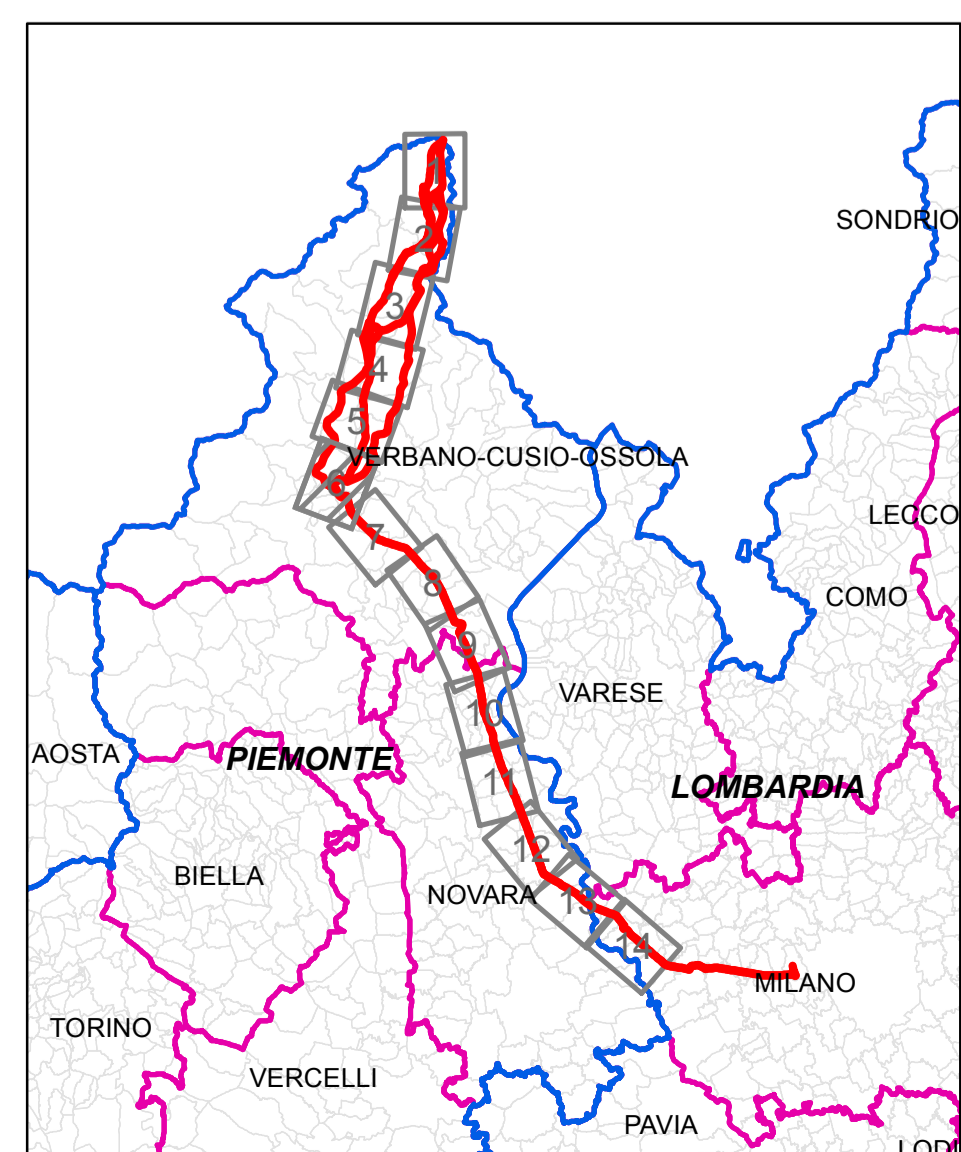 1
2
SONDRIO
3
4
5
VERBANO-CUSIO-OSSOLA
6
LECCO
7
8
COMO
9
VARESE
10
AOSTA
PIEMONTE
11
LOMBARDIA
12
BIELLA
NOVARA
13
14
MILANO
TORINO
VERCELLI
PAVIA
LODI